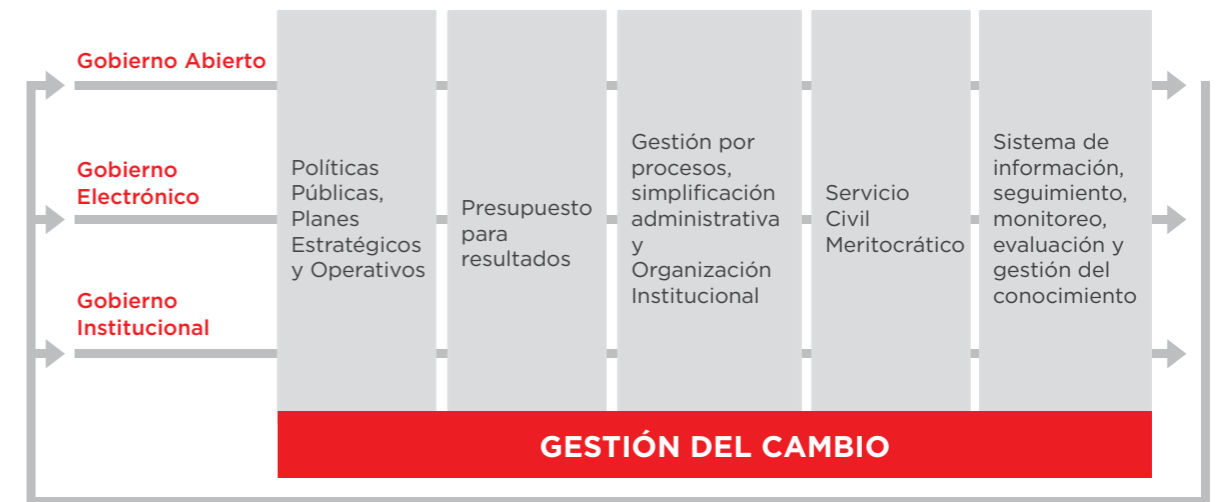 Gobierno Abierto
Gobierno
Electrónico
Gobierno
Institucional
Políticas
Públicas,
Planes
Estratégicos
y Operativos
Presupuesto
para
resultados
Gestión por
procesos,
simplificación
administrativa
y
Organización
Institucional
Servicio
Civil
Meritocrático
Sistema de
información,
seguimiento,
monitoreo,
evaluación y
gestión del
conocimiento
GESTIÓN DEL CAMBIO